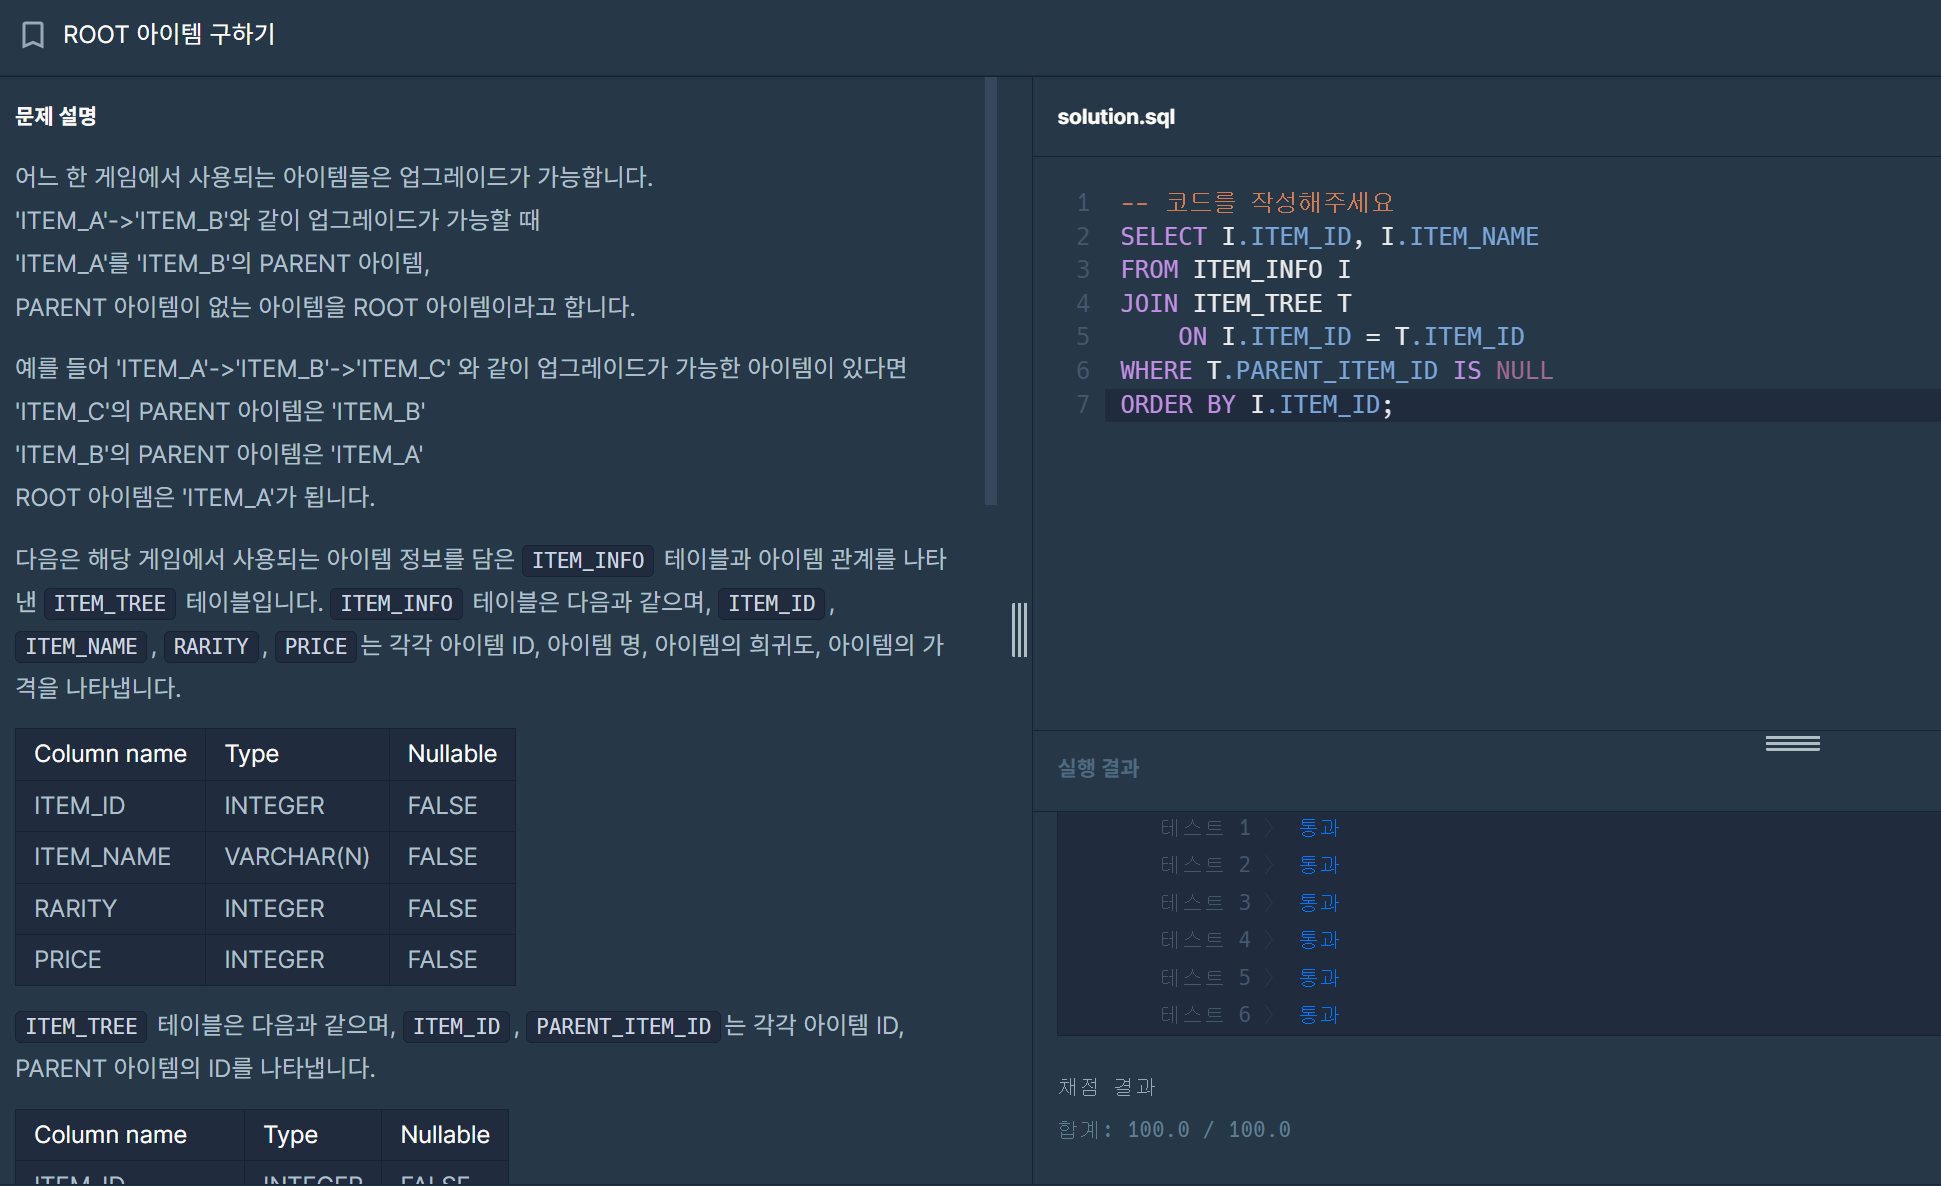 ROOT 아이템 구하기
문제 설명
어느 한 게임에서 사용되는 아이템들은 업그레이드가 가능합니다.
'ITEM_A'->'ITEM_B'와 같이 업그레이드가 가능할 때
'ITEM_A'를 'ITEM_B'의 PARENT 아이템,
PARENT 아이템이 없는 아이템을 ROOT 아이템이라고 합니다.
예를 들어 'ITEM_A'->'ITEM_B'->'ITEM_C' 와 같이 업그레이드가 가능한 아이템이 있다면
'ITEM_C'의 PARENT 아이템은 'ITEM_B'
'ITEM_B'의 PARENT 아이템은 'ITEM_A'
ROOT 아이템은 'ITEM_A'가 됩니다.
다음은 해당 게임에서 사용되는 아이템 정보를 담은 ITEM_INFO 테이블과 아이템 관계를 나타
낸 ITEM_TREE 테이블입니다. ITEM_INFO 테이블은 다음과 같으며, ITEM_ID ,
ITEM_NAME , RARITY , PRICE 는 각각 아이템 ID, 아이템 명, 아이템의 희귀도, 아이템의 가
격을 나타냅니다.
Column name Type Nullable
ITEM_ID INTEGER FALSE
ITEM_NAME VARCHAR(N) FALSE
RARITY INTEGER FALSE
PRICE INTEGER FALSE
ITEM_TREE 테이블은 다음과 같으며, ITEM_ID , PARENT_ITEM_ID 는 각각 아이템 ID,
PARENT 아이템의 ID를 나타냅니다.
Column name Type Nullable
ITEM_ID INTEGER FALSE
solution.sql
1 -- 코드를 작성해주세요
2 SELECT I.ITEM_ID, I.ITEM_NAME
3 FROM ITEM_INFO I
4 JOIN ITEM_TREE T
5 ON I.ITEM_ID = T.ITEM_ID
6 WHERE T.PARENT_ITEM_ID IS NULL
7 ORDER BY I.ITEM_ID;
실행 결과
테스트 1 〉 통과
테스트 2 〉 통과
테스트 3 〉 통과
테스트 4 〉 통과
테스트 5 〉 통과
테스트 6 〉 통과
채점 결과
합계: 100.0 / 100.0